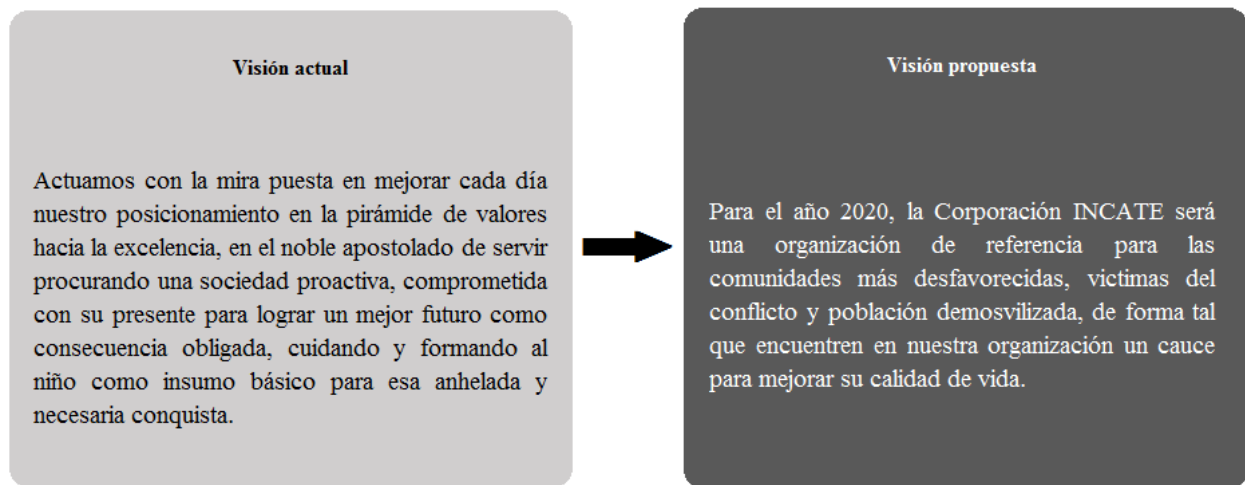 Visión actual
Actuamos con la mira puesta en mejorar cada día
nuestro posicionamiento en la pirámide de valores
hacia la excelencia, en el noble apostolado de servir
procurando una sociedad proactiva, comprometida
con su presente para lograr un mejor futuro como
consecuencia obligada, cuidando y formando al
niño como insumo básico para esa anhelada y
necesaria conquista.
Visión propuesta
Para el año 2020, la Corporación INCATE será
una organización de referencia para las
comunidades más desfavorecidas, victimas del
conflicto y población demosvilizada, de forma tal
que encuentren en nuestra organización un cauce
para mejorar su calidad de vida.